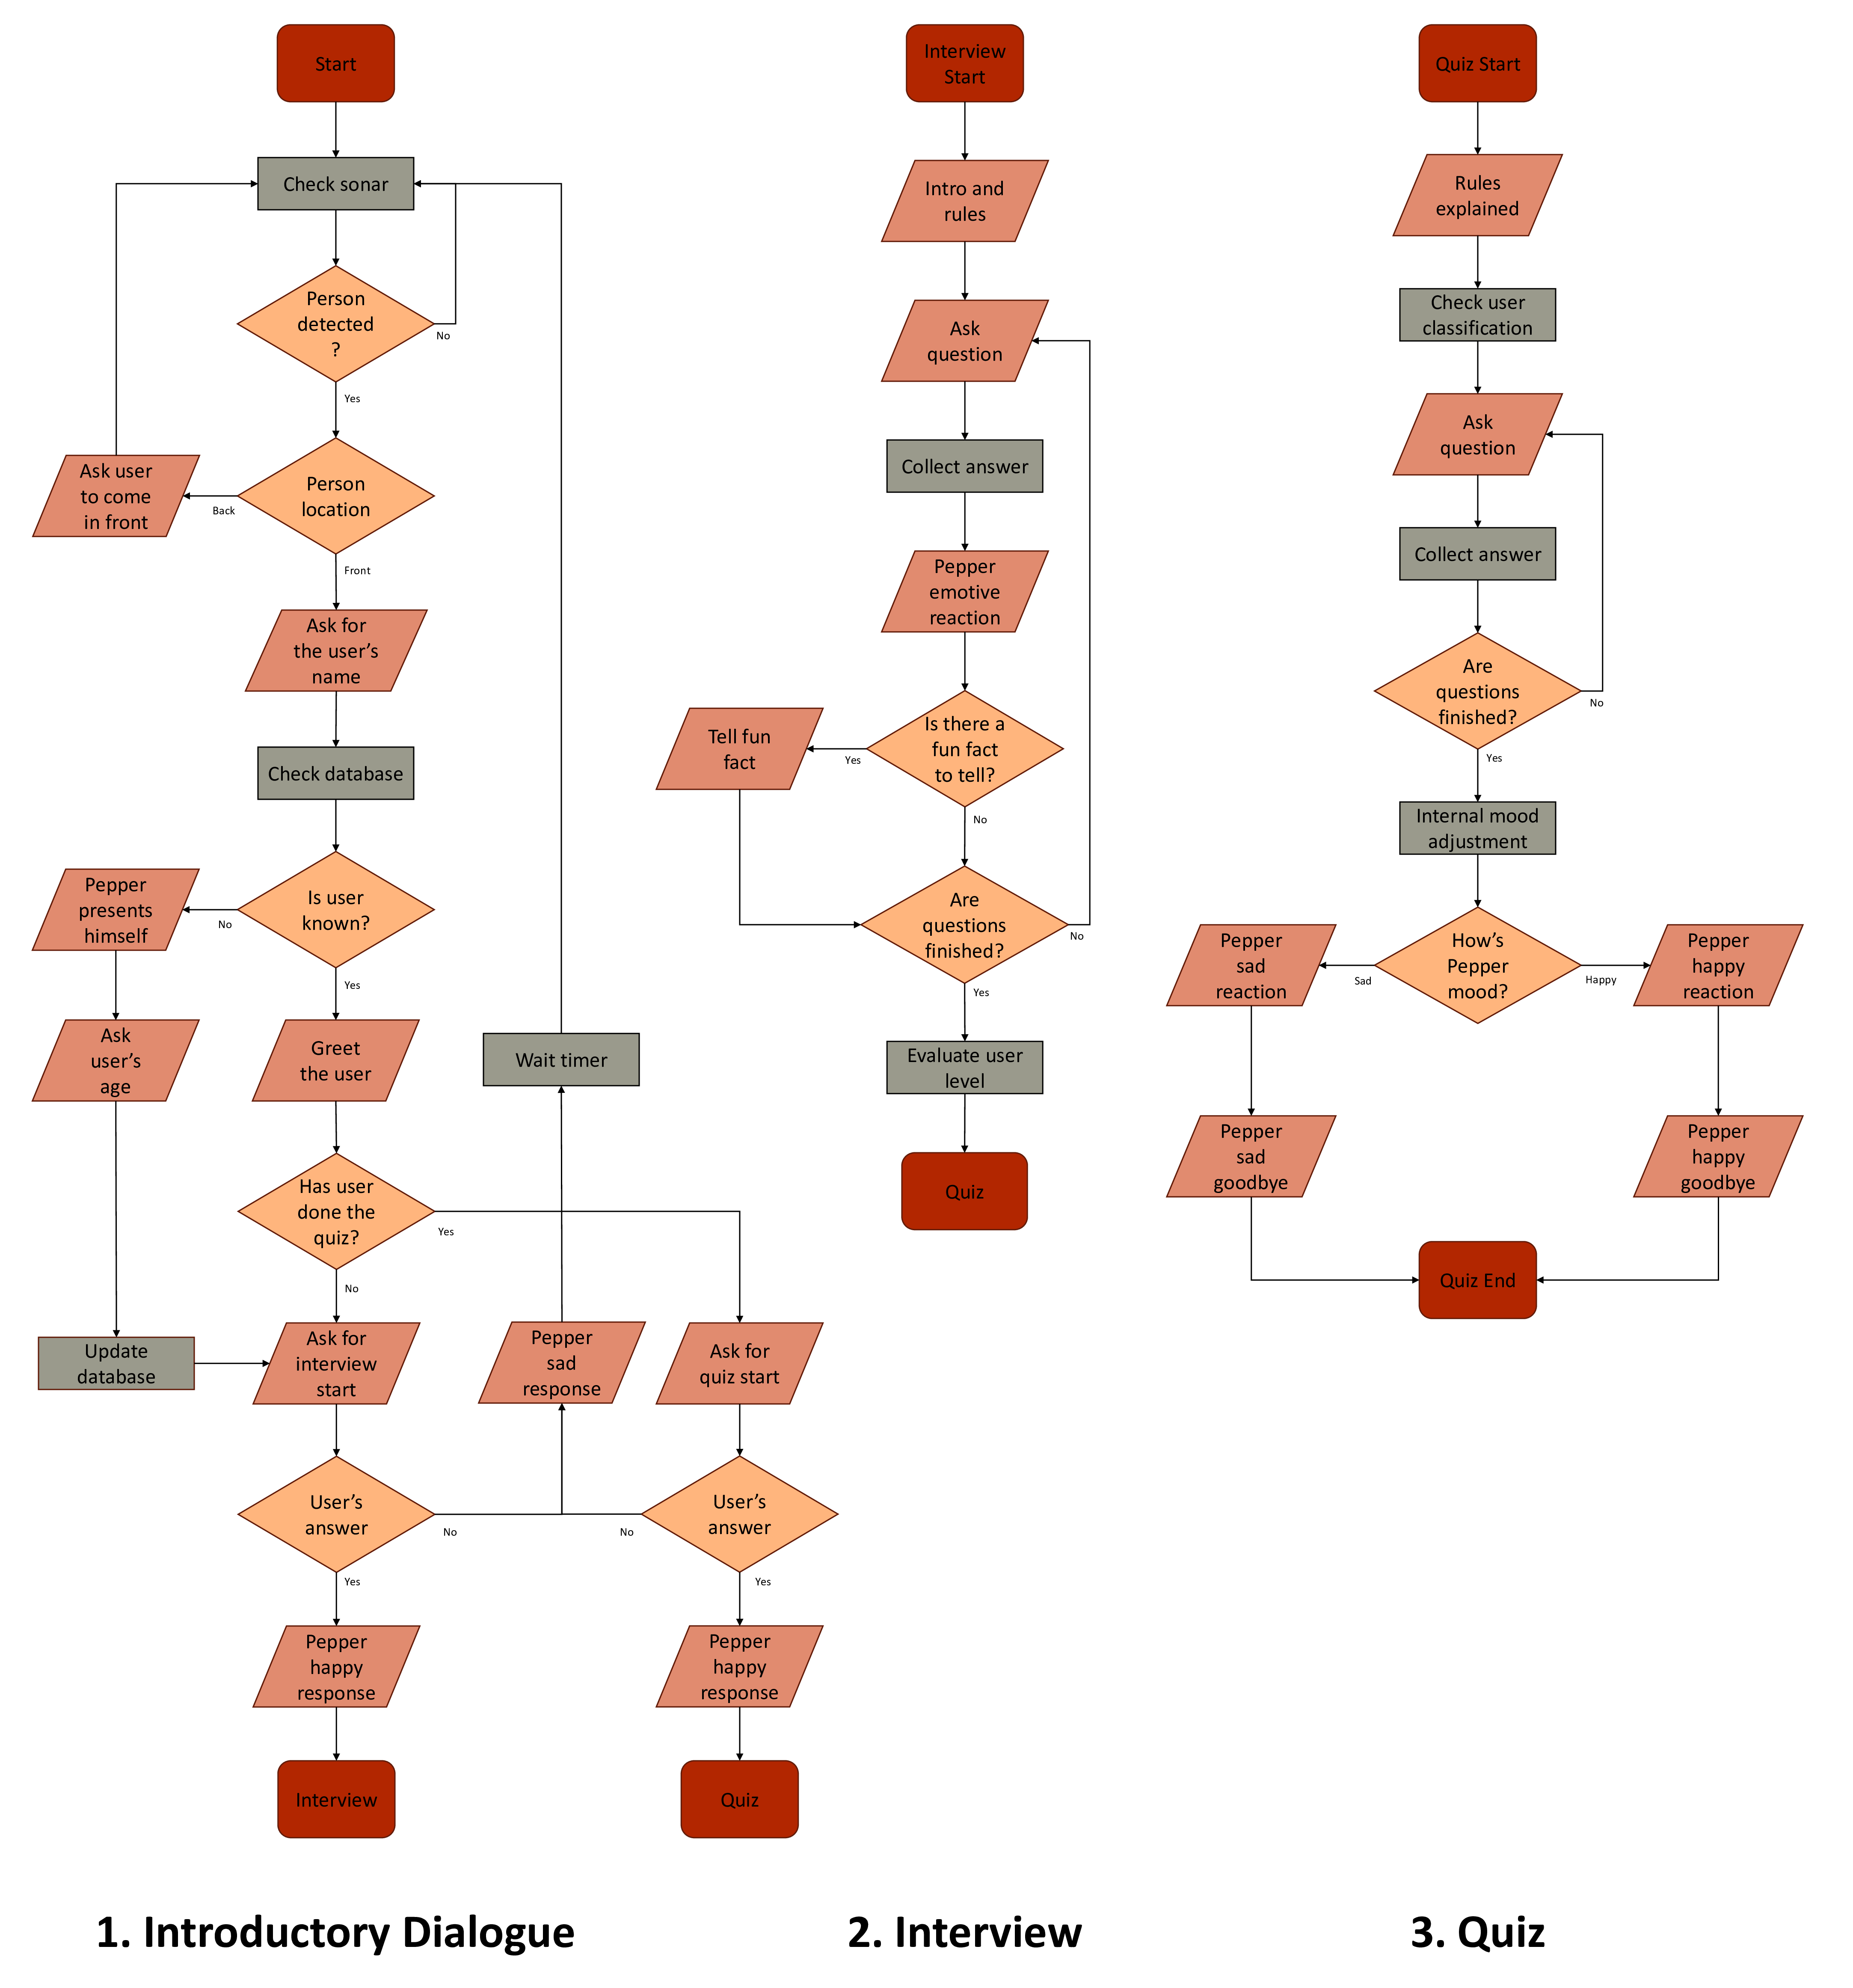 Start
Check sonar
Person
detected
?
No
Yes
Person
location
Back
Ask user
to come
in front
Front
Ask for
the user’s
name
Check database
Is user
known?
No
Pepper
presents
himself
Yes
Ask
user’s
age
Greet
the user
Wait timer
Has user
done the
quiz?
Yes
No
Update
database
Ask for
interview
start
Pepper
sad
response
Ask for
quiz start
User’s
answer
No
No
User’s
answer
Yes
Yes
Pepper
happy
response
Pepper
happy
response
Interview
Quiz
1. Introductory Dialogue
Interview
Start
Intro and
rules
Ask
question
Collect answer
Pepper
emotive
reaction
Is there a
fun fact
to tell?
Yes
Tell fun
fact
No
Are
questions
finished?
No
Yes
Evaluate user
level
Quiz
2. Interview
Quiz Start
Rules
explained
Check user
classification
Ask
question
Collect answer
Are
questions
finished?
No
Yes
Internal mood
adjustment
How’s
Pepper
mood?
Sad
Happy
Pepper
sad
reaction
Pepper
happy
reaction
Pepper
sad
goodbye
Pepper
happy
goodbye
Quiz End
3. Quiz